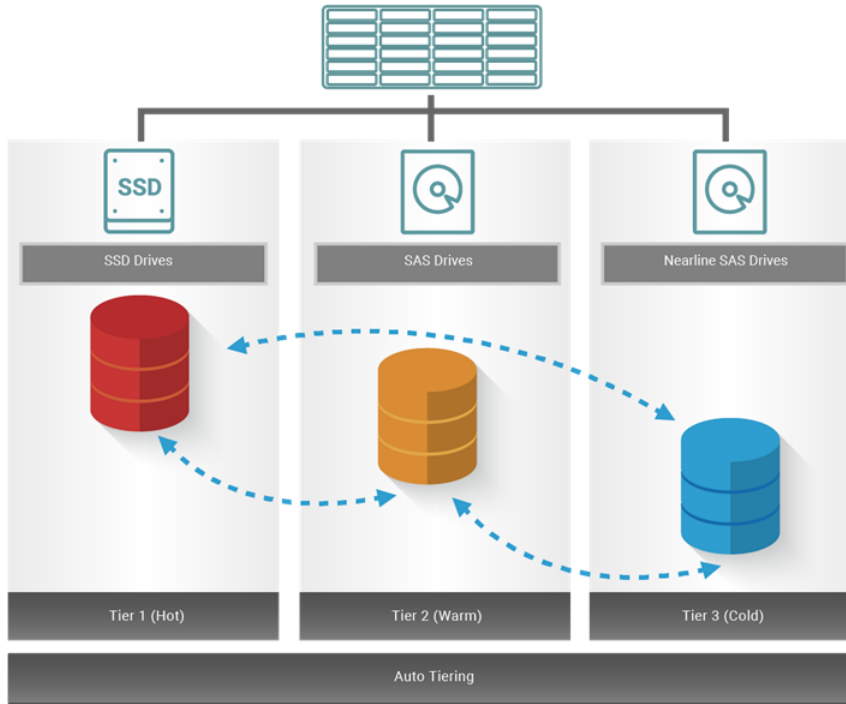 SSD
SSD Drives
SAS Drives
Nearline SAS Drives
Tier 1 (Hot)
Tier 2 (Warm)
Tier 3 (Cold)
Auto Tiering